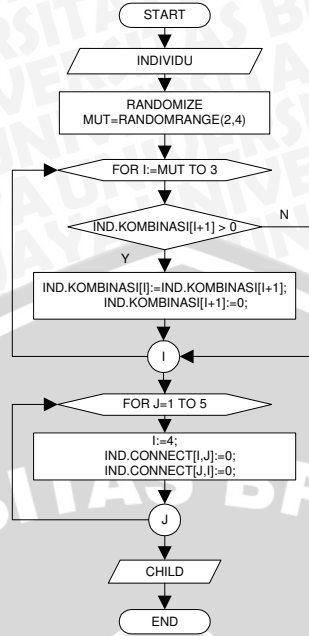 START
INDIVIDU
RANDOMIZE
MUT=RANDOMRANGE(2,4)
FOR I:=MUT TO 3
N
IND.KOMBINASI[I+1] > 0
Y
IND.KOMBINASI[I]:=IND.KOMBINASI[I+1];
IND.KOMBINASI[I+1]:=0;
I
FOR J=1 TO 5
I:=4;
IND.CONNECT[I,J]:=0;
IND.CONNECT[J,I]:=0;
J
CHILD
END